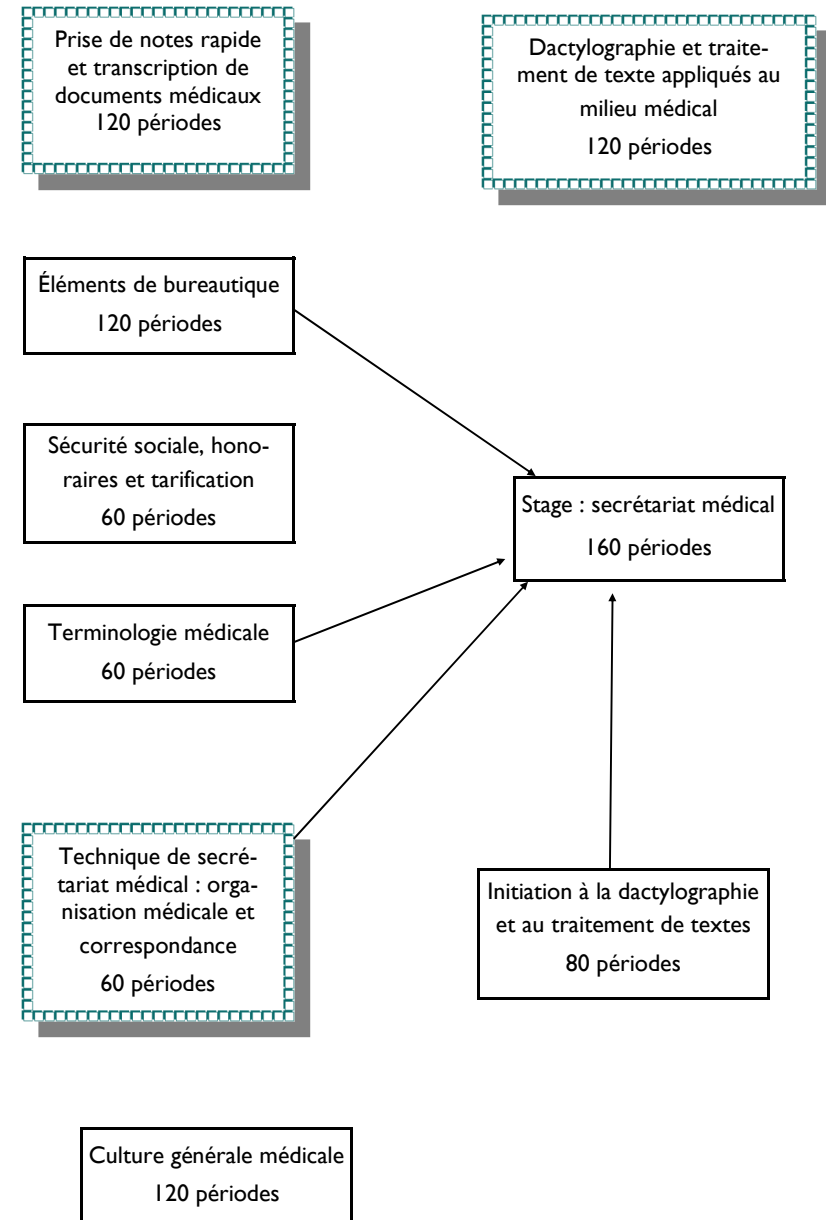 Prise de notes rapide
et transcription de
documents médicaux
120 périodes
Dactylographie et traite-
ment de texte appliqués au
milieu médical
120 périodes
Éléments de bureautique
120 périodes
Sécurité sociale, hono-
raires et tarification
60 périodes
Stage : secrétariat médical
160 périodes
Terminologie médicale
60 périodes
Technique de secré-
tariat médical : orga-
nisation médicale et
correspondance
60 périodes
Initiation à la dactylographie
et au traitement de textes
80 périodes
Culture générale médicale
120 périodes